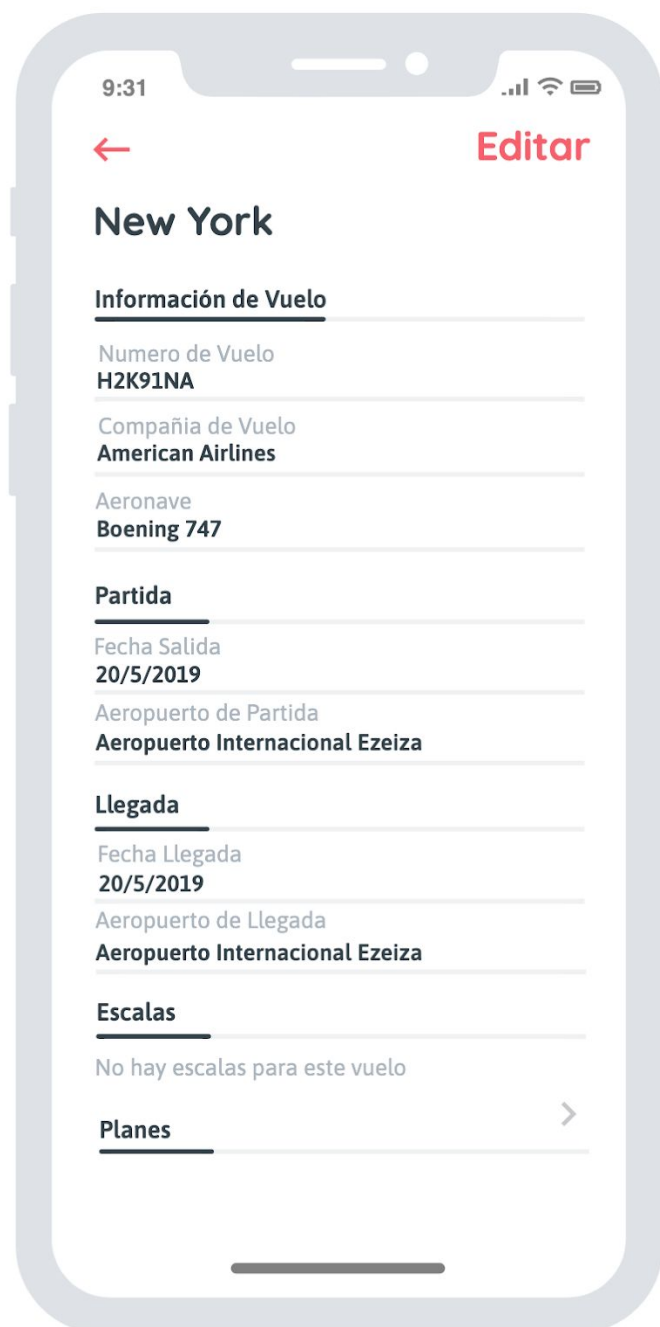 9:31
Editar
New York
Información de Vuelo
Numero de Vuelo
H2K91NA
Compañia de Vuelo
American Airlines
Aeronave
Boening 747
Partida
Fecha Salida
20/5/2019
Aeropuerto de Partida
Aeropuerto Internacional Ezeiza
Llegada
Fecha Llegada
20/5/2019
Aeropuerto de Llegada
Aeropuerto Internacional Ezeiza
Escalas
No hay escalas para este vuelo
Planes